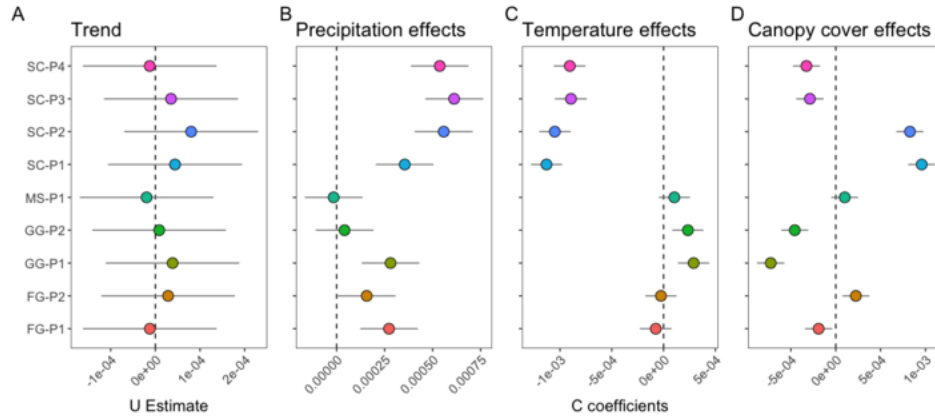 A B C D
Trend Precipitation effects Temperature effects Canopy cover effects
SC-P4
SC-P3
SC-P2
SC-P1
MS-P1
GG-P2
GG-P1
FG-P2
FG-P1
-1e-04 0e+00 1e-04 2e-04 0.00000 0.00025 0.00050 0.00075 -1e-03 -5e-04 0e+00 5e-04 -5e-04 0e+00 5e-04 1e-03
U Estimate C coefficients